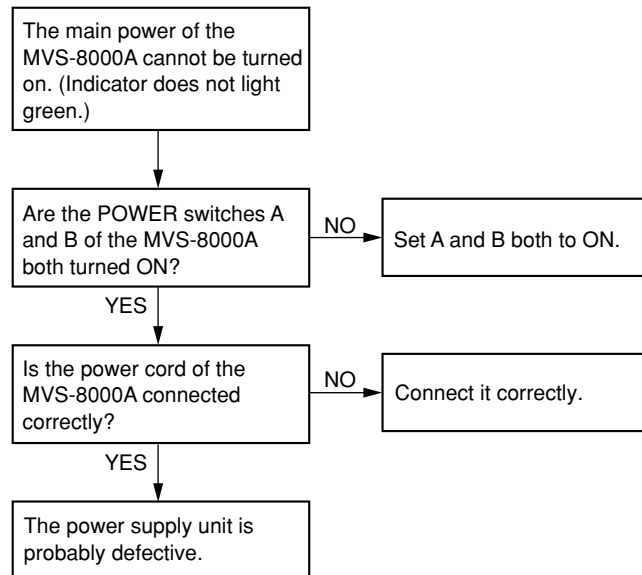 The main power of the
MVS-8000A cannot be turned
on. (Indicator does not light
green.)
Are the POWER switches A
and B of the MVS-8000A
both turned ON?
NO
Set A and B both to ON.
YES
Is the power cord of the
MVS-8000A connected
correctly?
NO
Connect it correctly.
YES
The power supply unit is
probably defective.